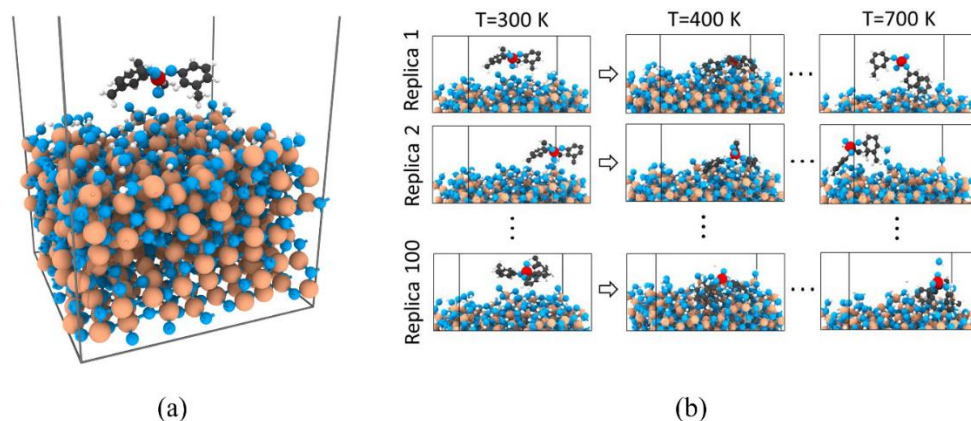 T=300 K
T=400 K
T=700 K
Replica 1
Replica 2
Replica 100
(a)
(b)